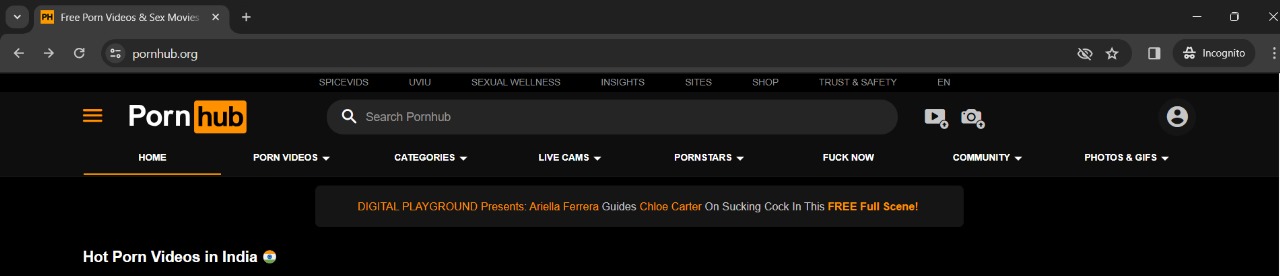 PH Free Porn Videos & Sex Movies
pornhub.org
Incognito
SPICEVIDS UVIU SEXUAL WELLNESS INSIGHTS SITES SHOP TRUST & SAFETY EN
Porn hub
Search Pornhub
HOME PORN VIDEOS CATEGORIES LIVE CAMS PORNSTARS FUCK NOW COMMUNITY PHOTOS & GIFS
DIGITAL PLAYGROUND Presents: Ariella Ferrera Guides Chloe Carter On Sucking Cock In This FREE Full Scene!
Hot Porn Videos in India